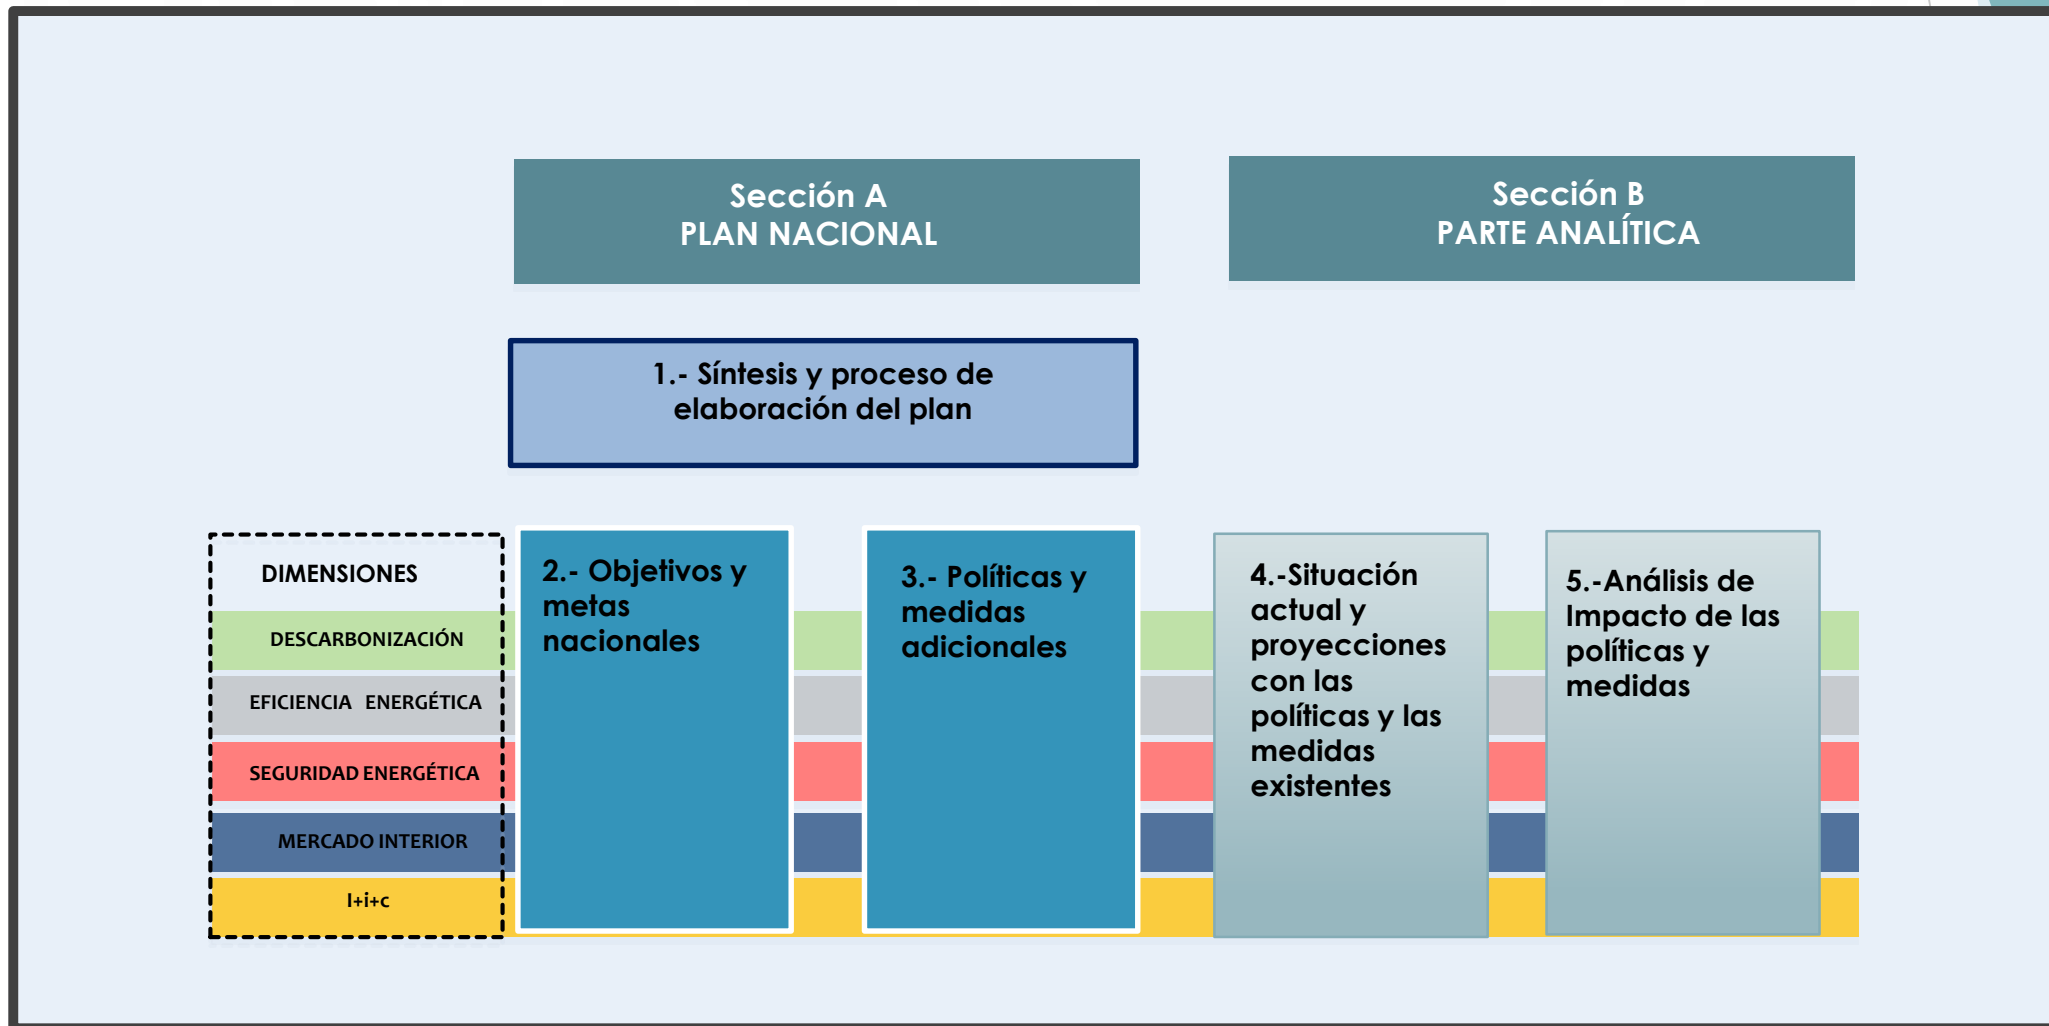 Sección A
PLAN NACIONAL
Sección B
PARTE ANALÍTICA
1.- Síntesis y proceso de
elaboración del plan
DIMENSIONES
DESCARBONIZACIÓN
EFICIENCIA ENERGÉTICA
SEGURIDAD ENERGÉTICA
MERCADO INTERIOR
I+i+c
2.- Objetivos y
metas
nacionales
3.- Políticas y
medidas
adicionales
4.-Situación
actual y
proyecciones
con las
políticas y las
medidas
existentes
5.-Análisis de
Impacto de las
políticas y
medidas